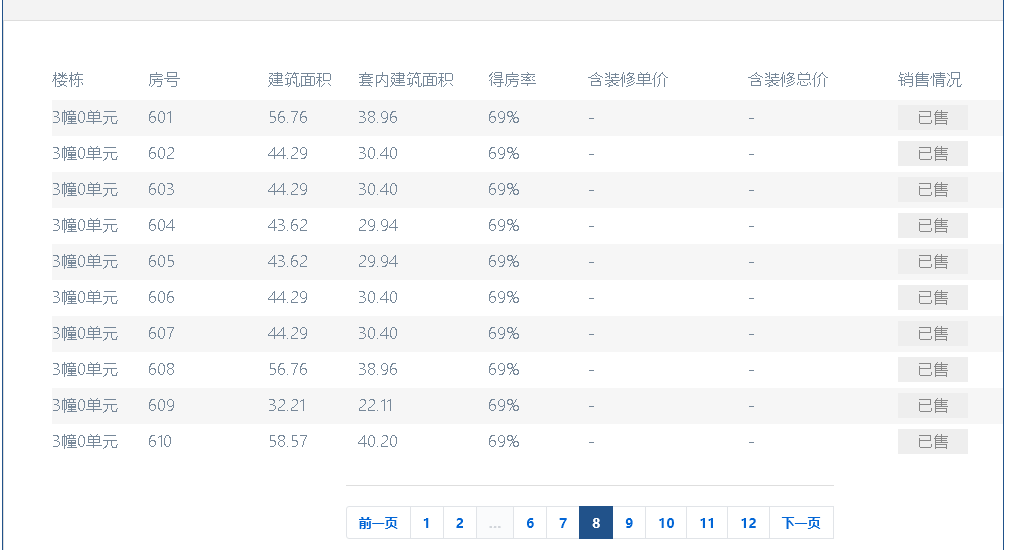 楼栋 房号 建筑面积 套内建筑面积 得房率 含装修单价 含装修总价 销售情况
3幢0单元 601 56.76 38.96 69% - - 已售
3幢0单元 602 44.29 30.40 69% - - 已售
3幢0单元 603 44.29 30.40 69% - - 已售
3幢0单元 604 43.62 29.94 69% - - 已售
3幢0单元 605 43.62 29.94 69% - - 已售
3幢0单元 606 44.29 30.40 69% - - 已售
3幢0单元 607 44.29 30.40 69% - - 已售
3幢0单元 608 56.76 38.96 69% - - 已售
3幢0单元 609 32.21 22.11 69% - - 已售
3幢0单元 610 58.57 40.20 69% - - 已售
前一页 1 2 ... 6 7 8 9 10 11 12 下一页